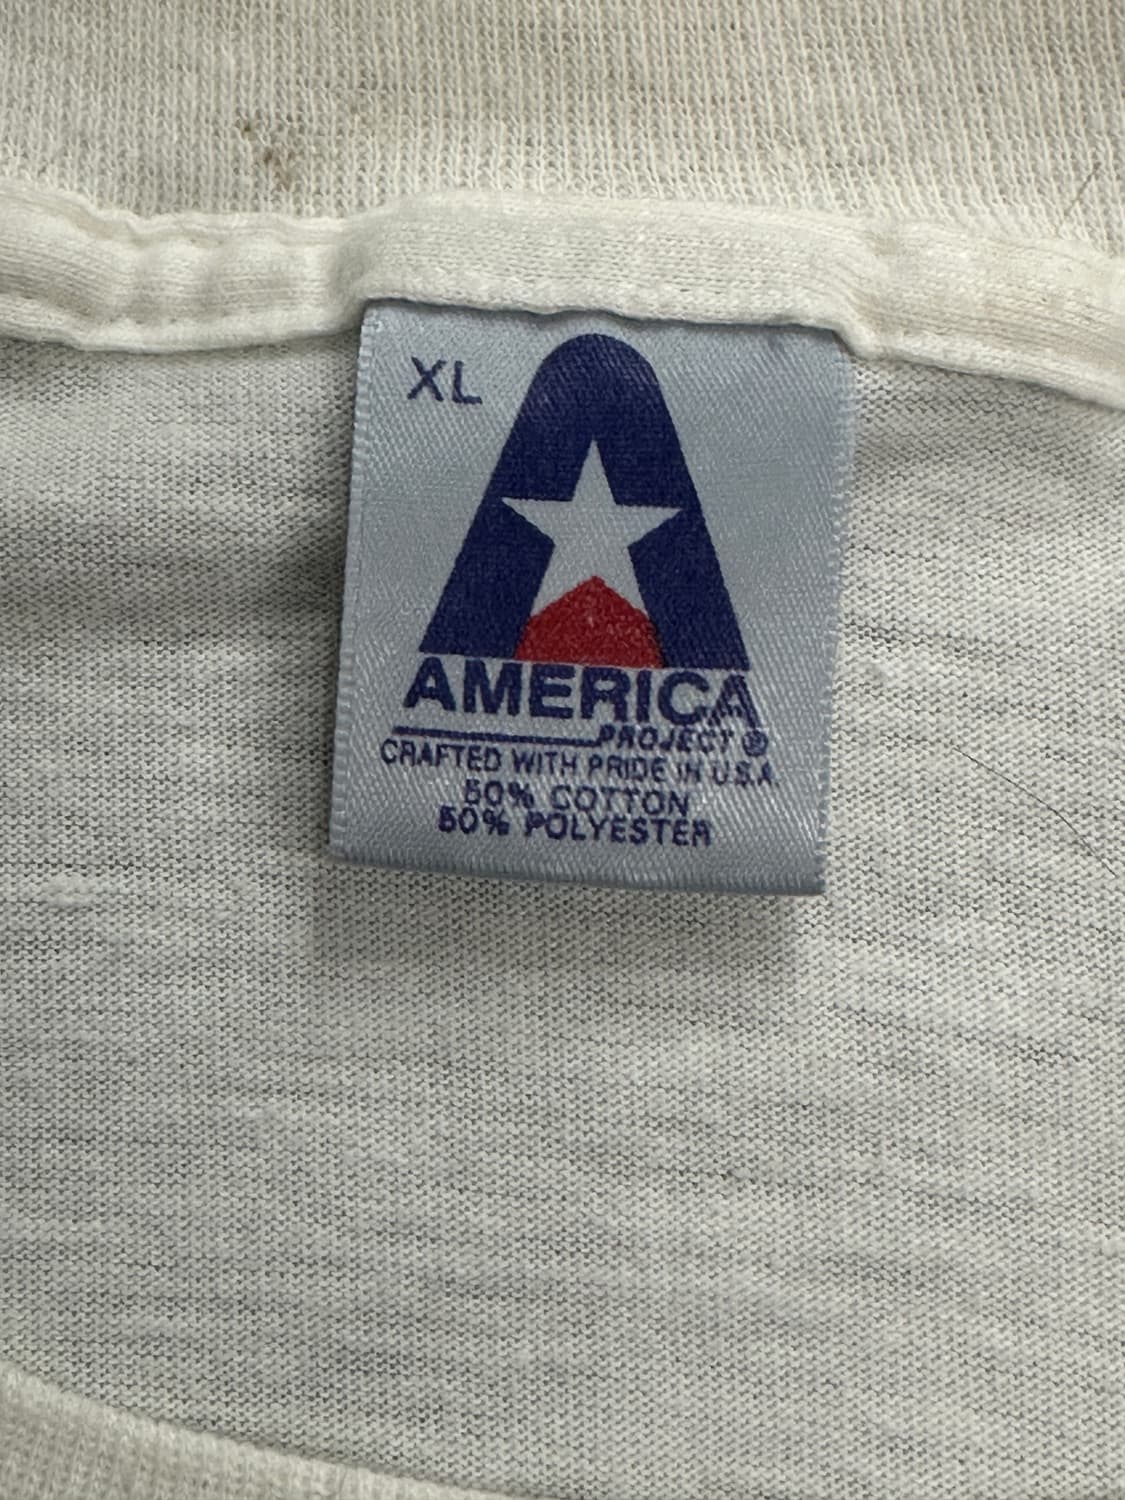 XL
AMERICA
PROJECT ®
CRAFTED WITH PRIDE IN U.S.A.
50% COTTON
50% POLYESTER